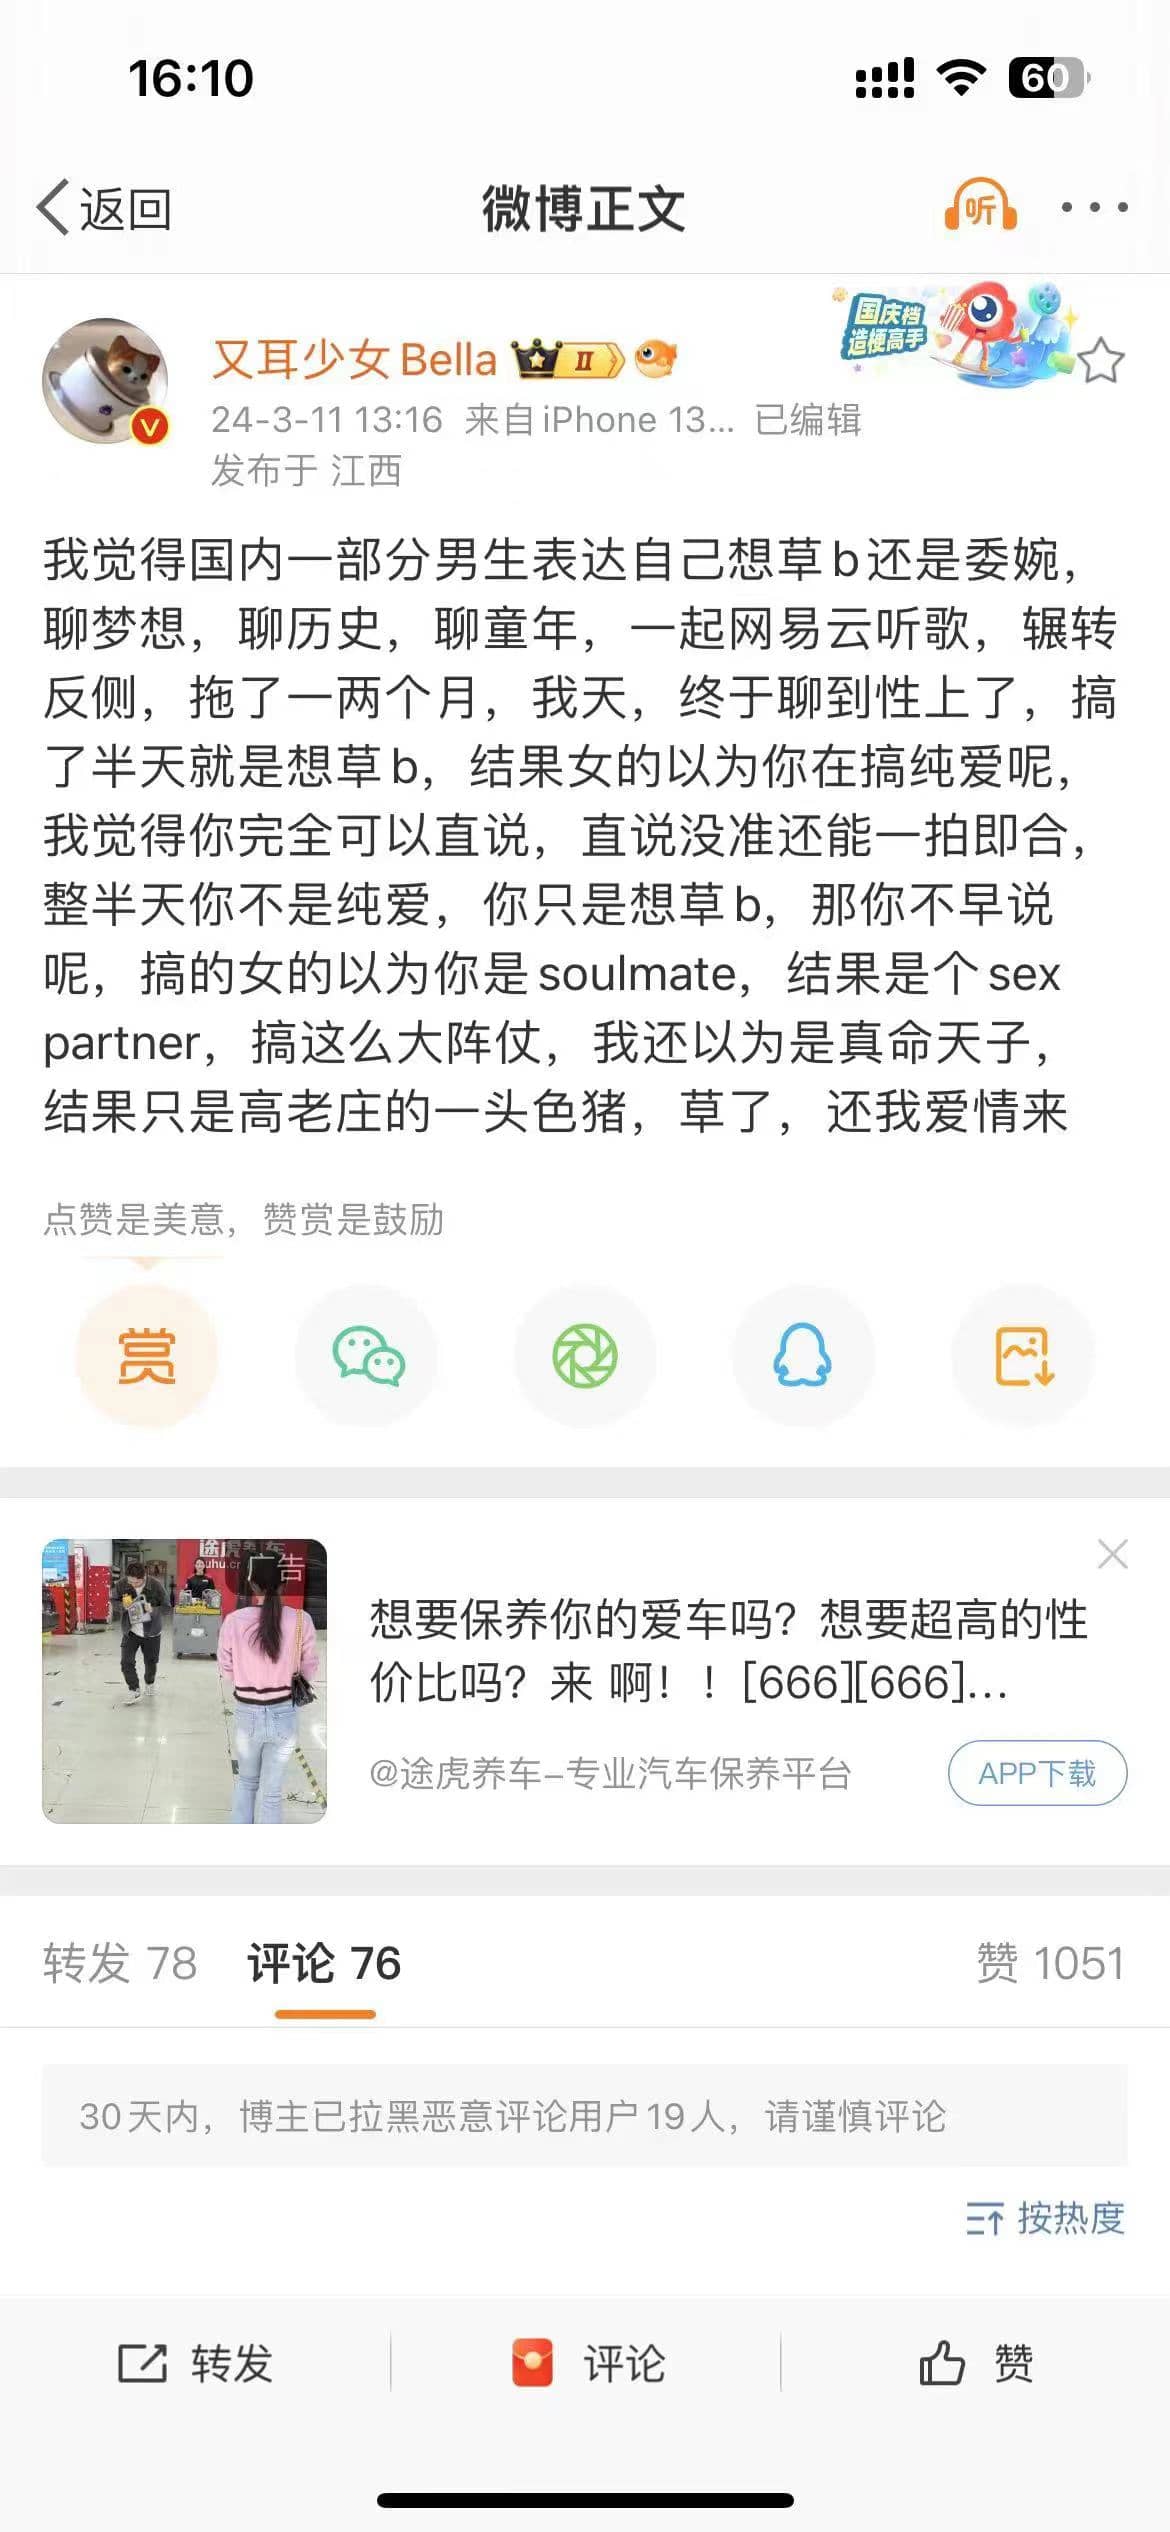 16:10
60
返回
微博正文
听
国庆档
造梗高手
又耳少女Bella
II
24-3-11 13:16 来自iPhone 13... 已编辑
发布于 江西
我觉得国内一部分男生表达自己想草b还是委婉，
聊梦想，聊历史，聊童年，一起网易云听歌，辗转
反侧，拖了一两个月，我天，终于聊到性上了，搞
了半天就是想草b，结果女的以为你在搞纯爱呢，
我觉得你完全可以直说，直说没准还能一拍即合，
整半天你不是纯爱，你只是想草b，那你不早说
呢，搞的女的以为你是soulmate，结果是个sex
partner，搞这么大阵仗，我还以为是真命天子，
结果只是高老庄的一头色猪，草了，还我爱情来
点赞是美意，赞赏是鼓励
赏
途虎养车
uhu.cn
广告
想要保养你的爱车吗？想要超高的性
价比吗？来 啊！！[666][666]...
@途虎养车-专业汽车保养平台
APP下载
转发 78
评论 76
赞 1051
30天内，博主已拉黑恶意评论用户19人，请谨慎评论
按热度
转发
评论
赞